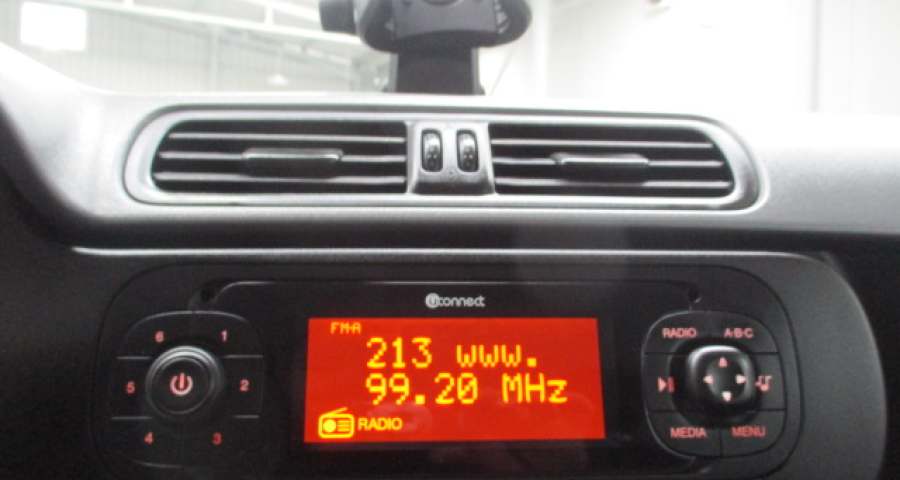 uconnect
FM-A
213 www.
99.20 MHz
RADIO
6 1
5 2
4 3
RADIO A·B·C
MEDIA MENU